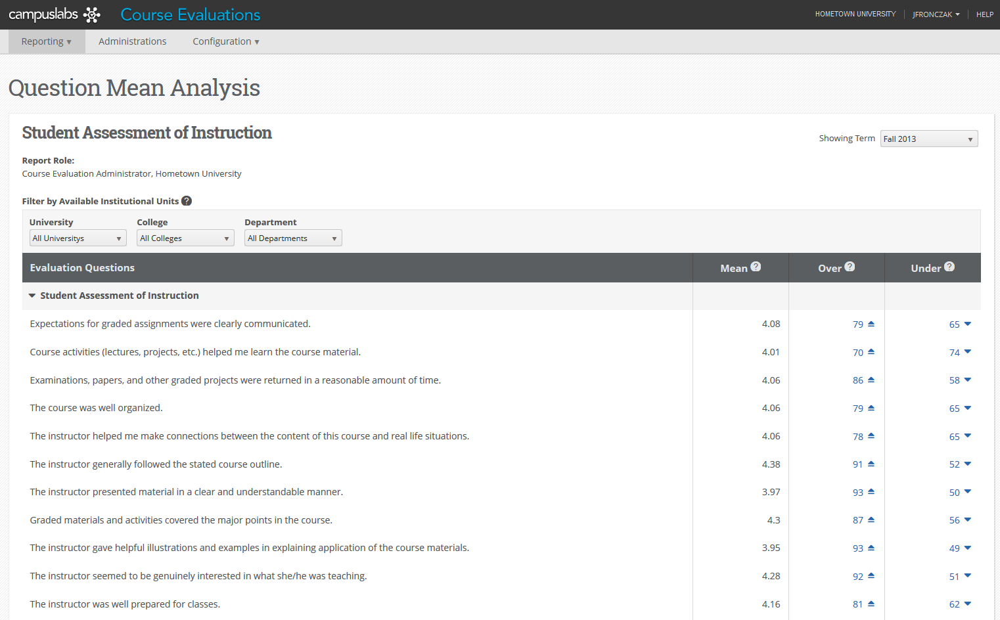 campuslabs Course Evaluations HOMETOWN UNIVERSITY JFRONCZAK HELP
Reporting Administrations Configuration
Question Mean Analysis
Student Assessment of Instruction
Showing Term Fall 2013
Report Role:
Course Evaluation Administrator, Hometown University
Filter by Available Institutional Units ?
University College Department
All Universitys All Colleges All Departments
Evaluation Questions Mean ? Over ? Under ?
Student Assessment of Instruction
Expectations for graded assignments were clearly communicated. 4.08 79 65
Course activities (lectures, projects, etc.) helped me learn the course material. 4.01 70 74
Examinations, papers, and other graded projects were returned in a reasonable amount of time. 4.06 86 58
The course was well organized. 4.06 79 65
The instructor helped me make connections between the content of this course and real life situations. 4.06 78 65
The instructor generally followed the stated course outline. 4.38 91 52
The instructor presented material in a clear and understandable manner. 3.97 93 50
Graded materials and activities covered the major points in the course. 4.3 87 56
The instructor gave helpful illustrations and examples in explaining application of the course materials. 3.95 93 49
The instructor seemed to be genuinely interested in what she/he was teaching. 4.28 92 51
The instructor was well prepared for classes. 4.16 81 62